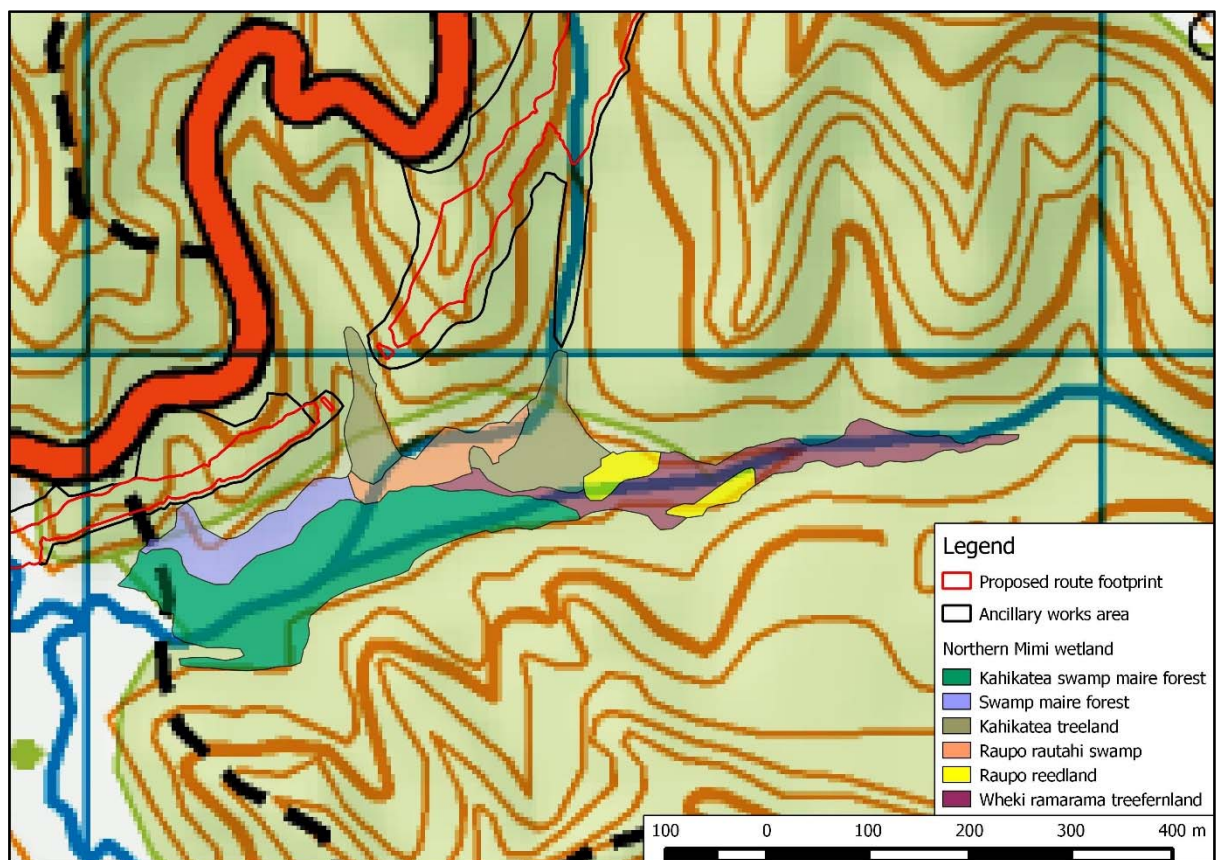 Legend
Proposed route footprint
Ancillary works area
Northern Mimi wetland
Kahikatea swamp maire forest
Swamp maire forest
Kahikatea treeland
Raupo rautahi swamp
Raupo reedland
Wheki ramarama treefernland
100 0 100 200 300 400 m